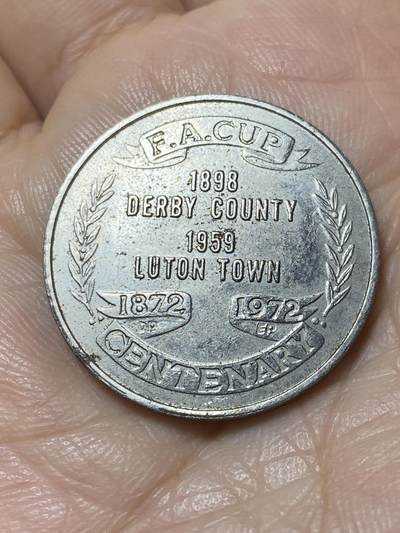 F.A.CUP
1898
DERBY COUNTY
1959
LUTON TOWN
1872 1972
CENTENARY